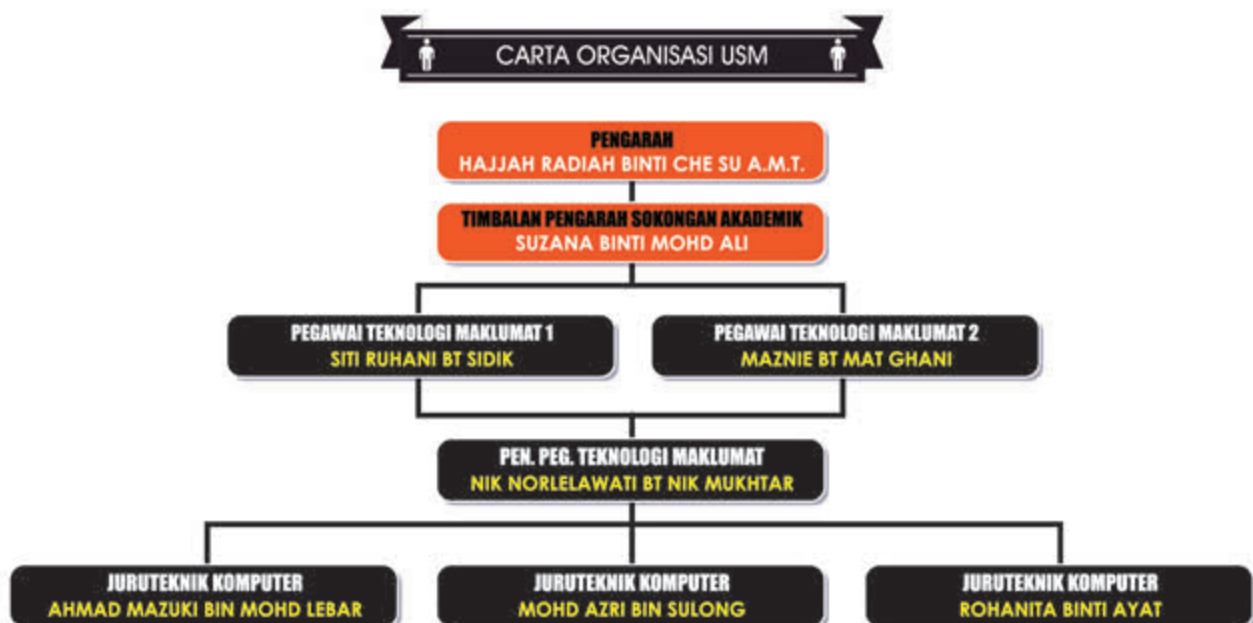 CARTA ORGANISASI USM
PENGARAH
HAJJAH RADIAH BINTI CHE SU A.M.T.
TIMBALAN PENGARAH SOKONGAN AKADEMIK
SUZANA BINTI MOHD ALI
PEGAWAI TEKNOLOGI MAKLUMAT 1
SITI RUHANI BT SIDIK
PEGAWAI TEKNOLOGI MAKLUMAT 2
MAZNIE BT MAT GHANI
PEN. PEG. TEKNOLOGI MAKLUMAT
NIK NORLELAWATI BT NIK MUKHTAR
JURUTEKNIK KOMPUTER
AHMAD MAZUKI BIN MOHD LEBAR
JURUTEKNIK KOMPUTER
MOHD AZRI BIN SULONG
JURUTEKNIK KOMPUTER
ROHANITA BINTI AYAT